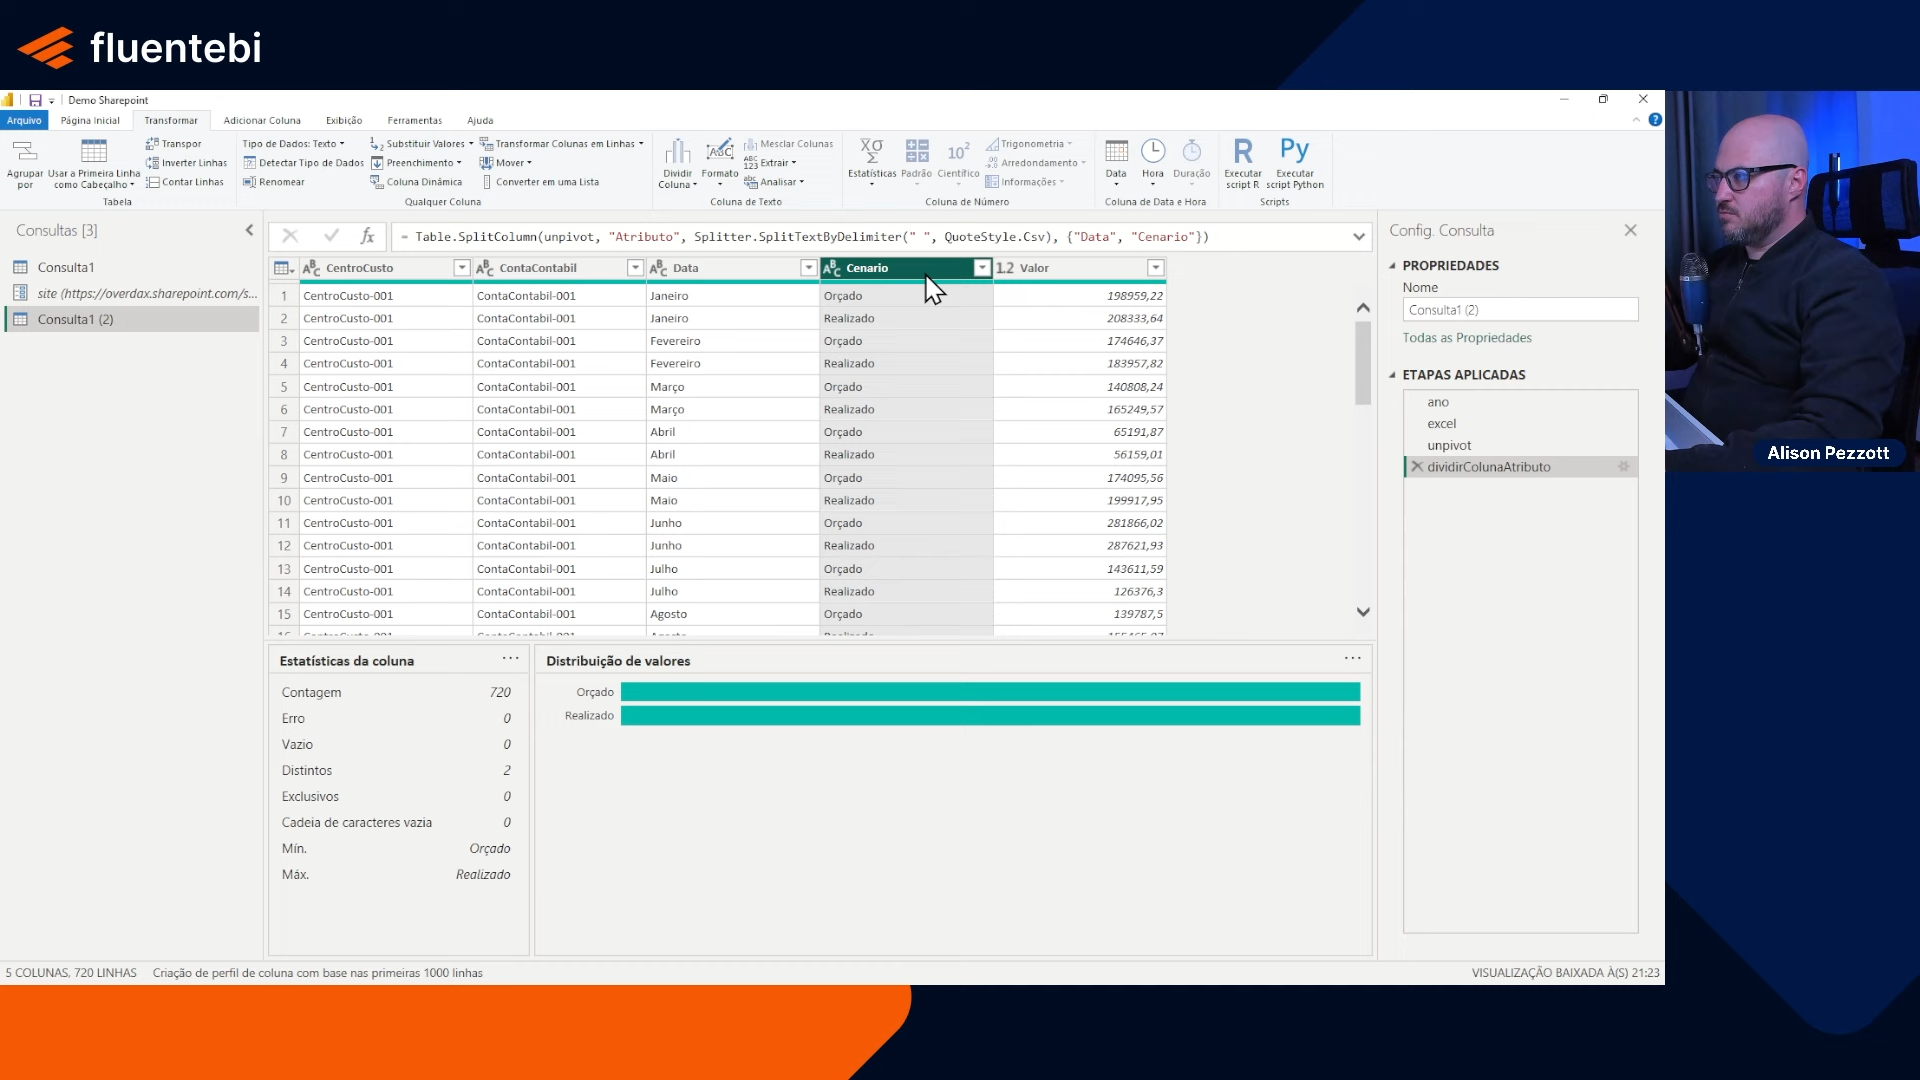 fluentebi
Demo Sharepoint
Arquivo
Página Inicial
Transformar
Adicionar Coluna
Exibição
Ferramentas
Ajuda
Agrupar por
Usar a Primeira Linha como Cabeçalho
Transpor
Inverter Linhas
Contar Linhas
Tabela
Tipo de Dados: Texto
Detectar Tipo de Dados
Renomear
Substituir Valores
Preenchimento
Coluna Dinâmica
Transformar Colunas em Linhas
Mover
Converter em uma Lista
Qualquer Coluna
Dividir Coluna
Formato
Mesclar Colunas
Extrair
Analisar
Coluna de Texto
Estatísticas
Padrão
Científico
Trigonometria
Arredondamento
Informações
Coluna de Número
Data
Hora
Duração
Coluna de Data e Hora
Executar script R
Executar script Python
Scripts
Consultas [3]
Consulta1
site (https://overdax.sharepoint.com/s...
Consulta1 (2)
= Table.SplitColumn(unpivot, "Atributo", Splitter.SplitTextByDelimiter(" ", QuoteStyle.Csv), {"Data", "Cenario"})
CentroCusto ContaContabil Data Cenario 1.2 Valor
1 CentroCusto-001 ContaContabil-001 Janeiro Orçado 198959,22
2 CentroCusto-001 ContaContabil-001 Janeiro Realizado 208333,64
3 CentroCusto-001 ContaContabil-001 Fevereiro Orçado 174646,37
4 CentroCusto-001 ContaContabil-001 Fevereiro Realizado 183957,82
5 CentroCusto-001 ContaContabil-001 Março Orçado 140808,24
6 CentroCusto-001 ContaContabil-001 Março Realizado 165249,57
7 CentroCusto-001 ContaContabil-001 Abril Orçado 65191,87
8 CentroCusto-001 ContaContabil-001 Abril Realizado 56159,01
9 CentroCusto-001 ContaContabil-001 Maio Orçado 174095,56
10 CentroCusto-001 ContaContabil-001 Maio Realizado 199917,95
11 CentroCusto-001 ContaContabil-001 Junho Orçado 281866,02
12 CentroCusto-001 ContaContabil-001 Junho Realizado 287621,93
13 CentroCusto-001 ContaContabil-001 Julho Orçado 143611,59
14 CentroCusto-001 ContaContabil-001 Julho Realizado 126376,3
15 CentroCusto-001 ContaContabil-001 Agosto Orçado 139787,5
Estatísticas da coluna
Contagem 720
Erro 0
Vazio 0
Distintos 2
Exclusivos 0
Cadeia de caracteres vazia 0
Mín. Orçado
Máx. Realizado
Distribuição de valores
Orçado
Realizado
Config. Consulta
PROPRIEDADES
Nome
Consulta1 (2)
Todas as Propriedades
ETAPAS APLICADAS
ano
excel
unpivot
dividirColunaAtributo
Alison Pezzott
5 COLUNAS, 720 LINHAS Criação de perfil de coluna com base nas primeiras 1000 linhas
VISUALIZAÇÃO BAIXADA À(S) 21:23